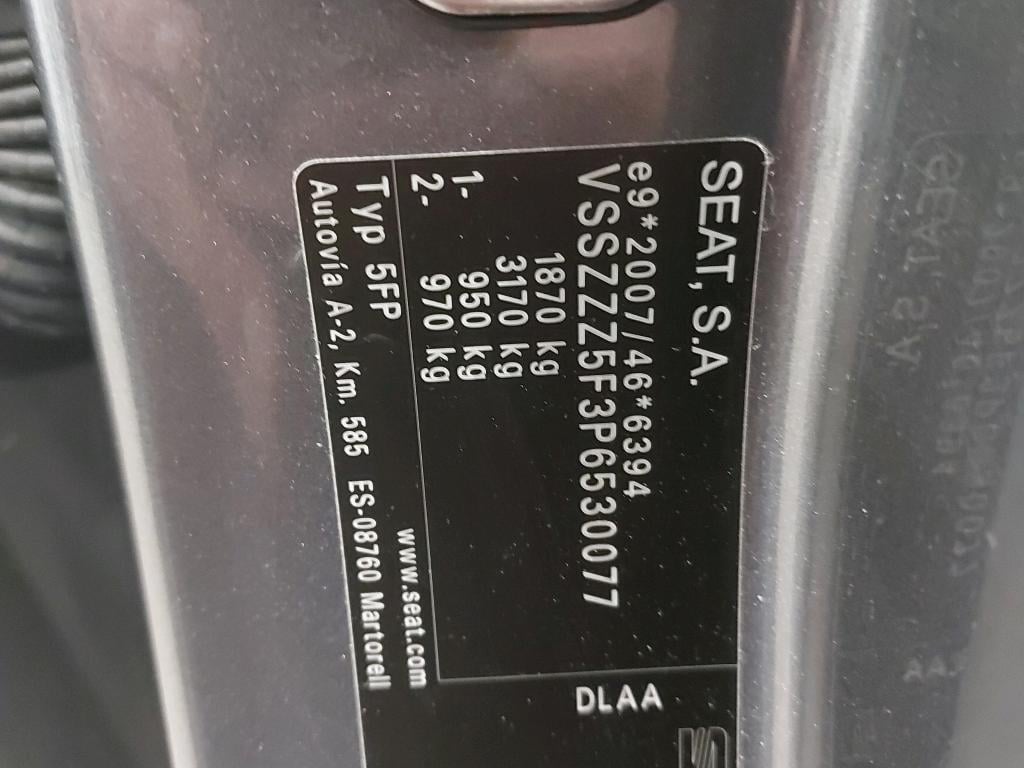 SEAT, S.A.
e9*2007/46*6394
VSSZZZ5F3P6530077
1870 kg
3170 kg
1- 950 kg
2- 970 kg
Typ 5FP
www.seat.com
Autovía A-2, Km. 585 ES-08760 Martorell
DLAA